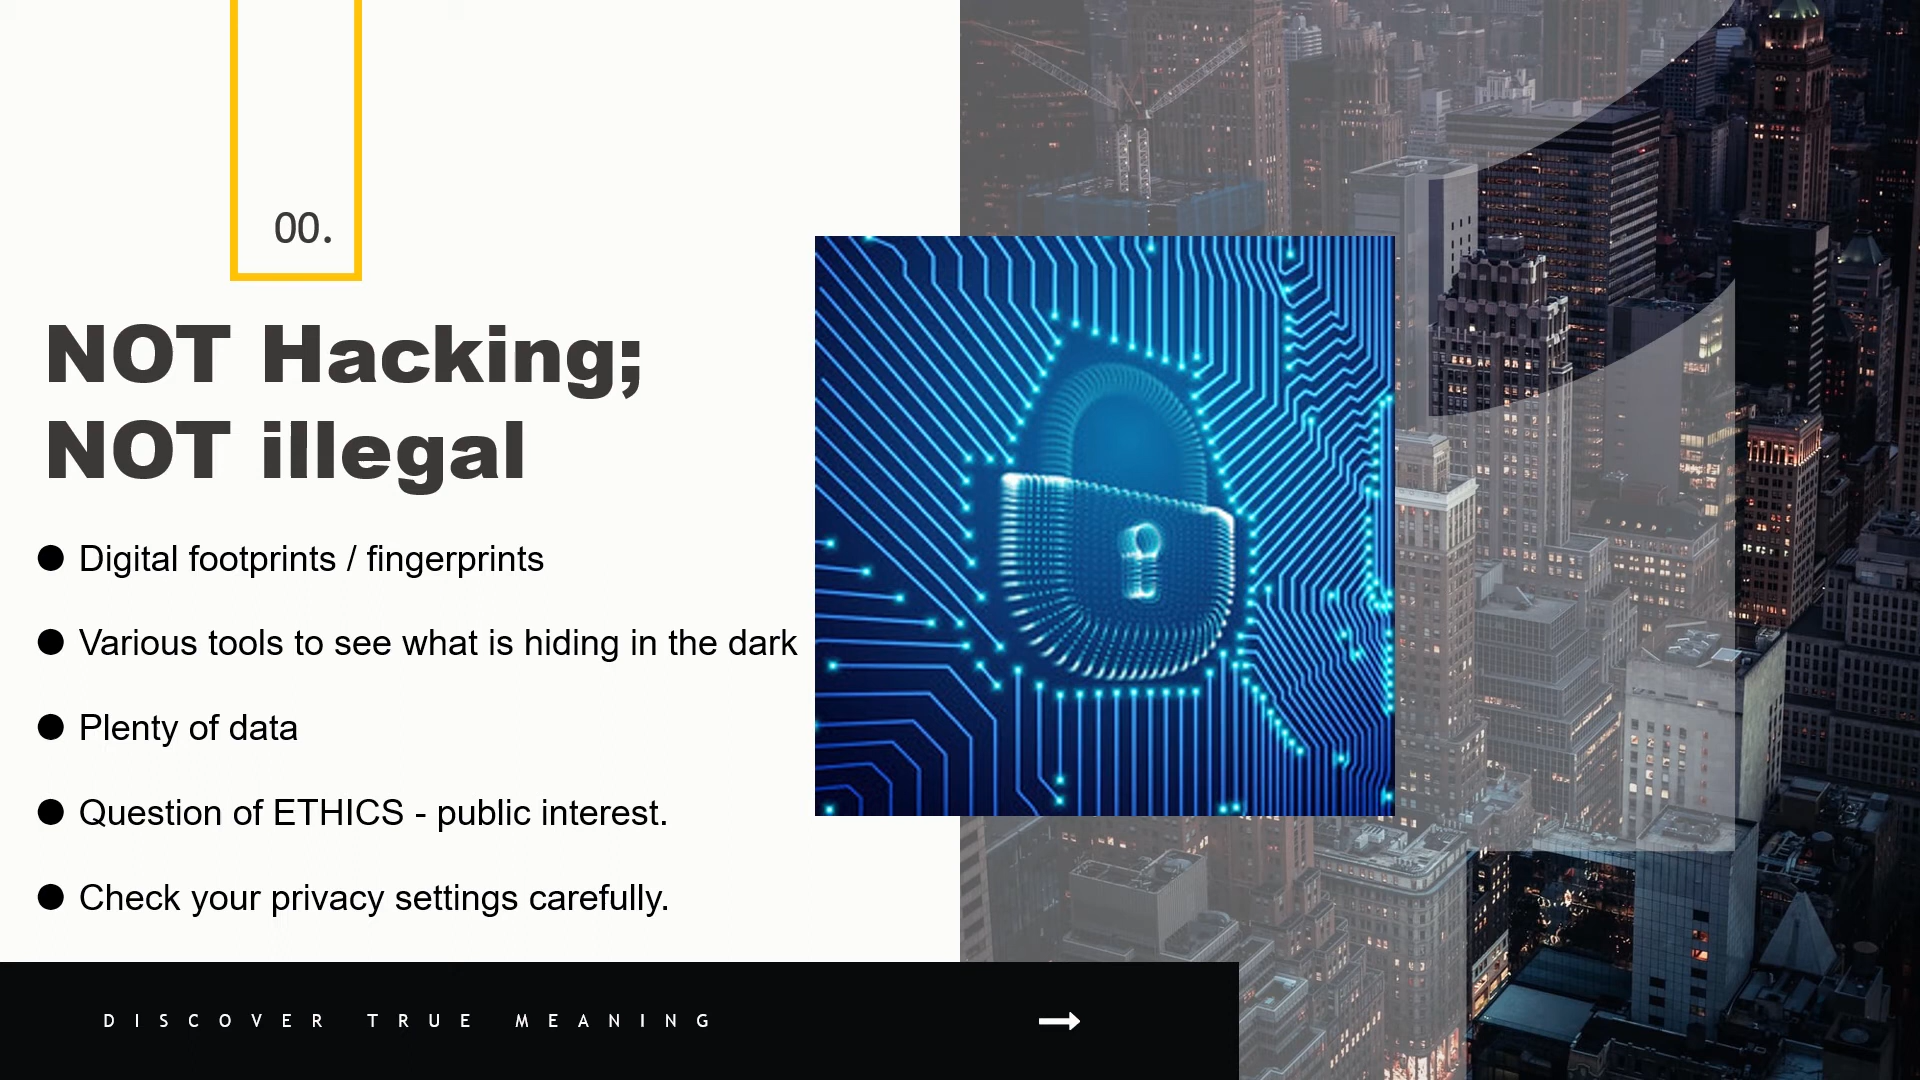 00.
NOT Hacking;
NOT illegal
● Digital footprints / fingerprints
● Various tools to see what is hiding in the dark
● Plenty of data
● Question of ETHICS - public interest.
● Check your privacy settings carefully.
DISCOVER TRUE MEANING